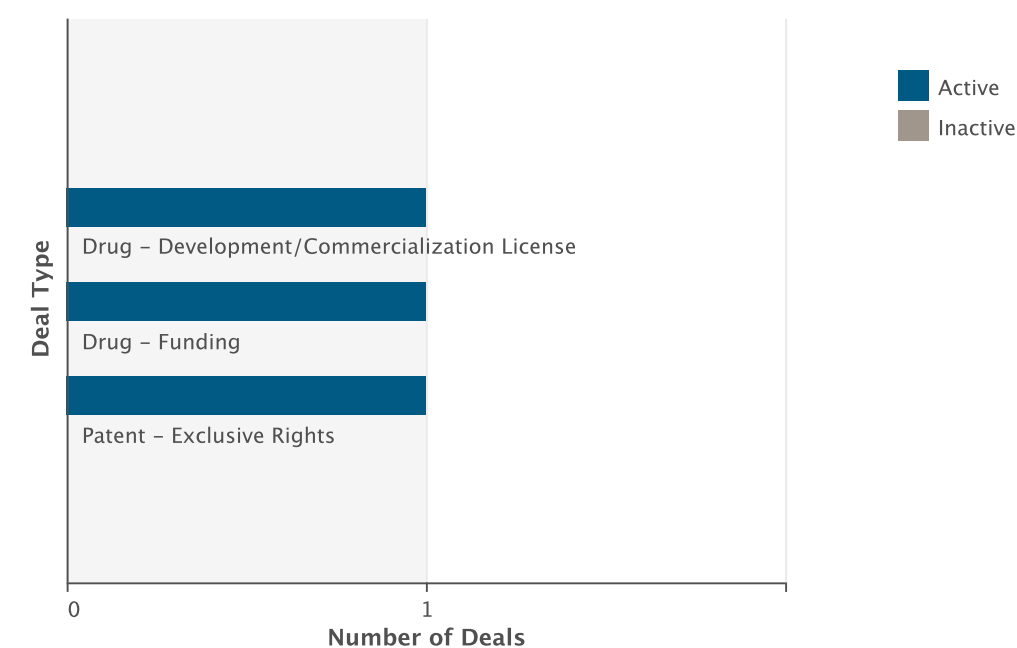 Active
Inactive
Deal Type
Drug – Development/Commercialization License
Drug – Funding
Patent – Exclusive Rights
0 1
Number of Deals